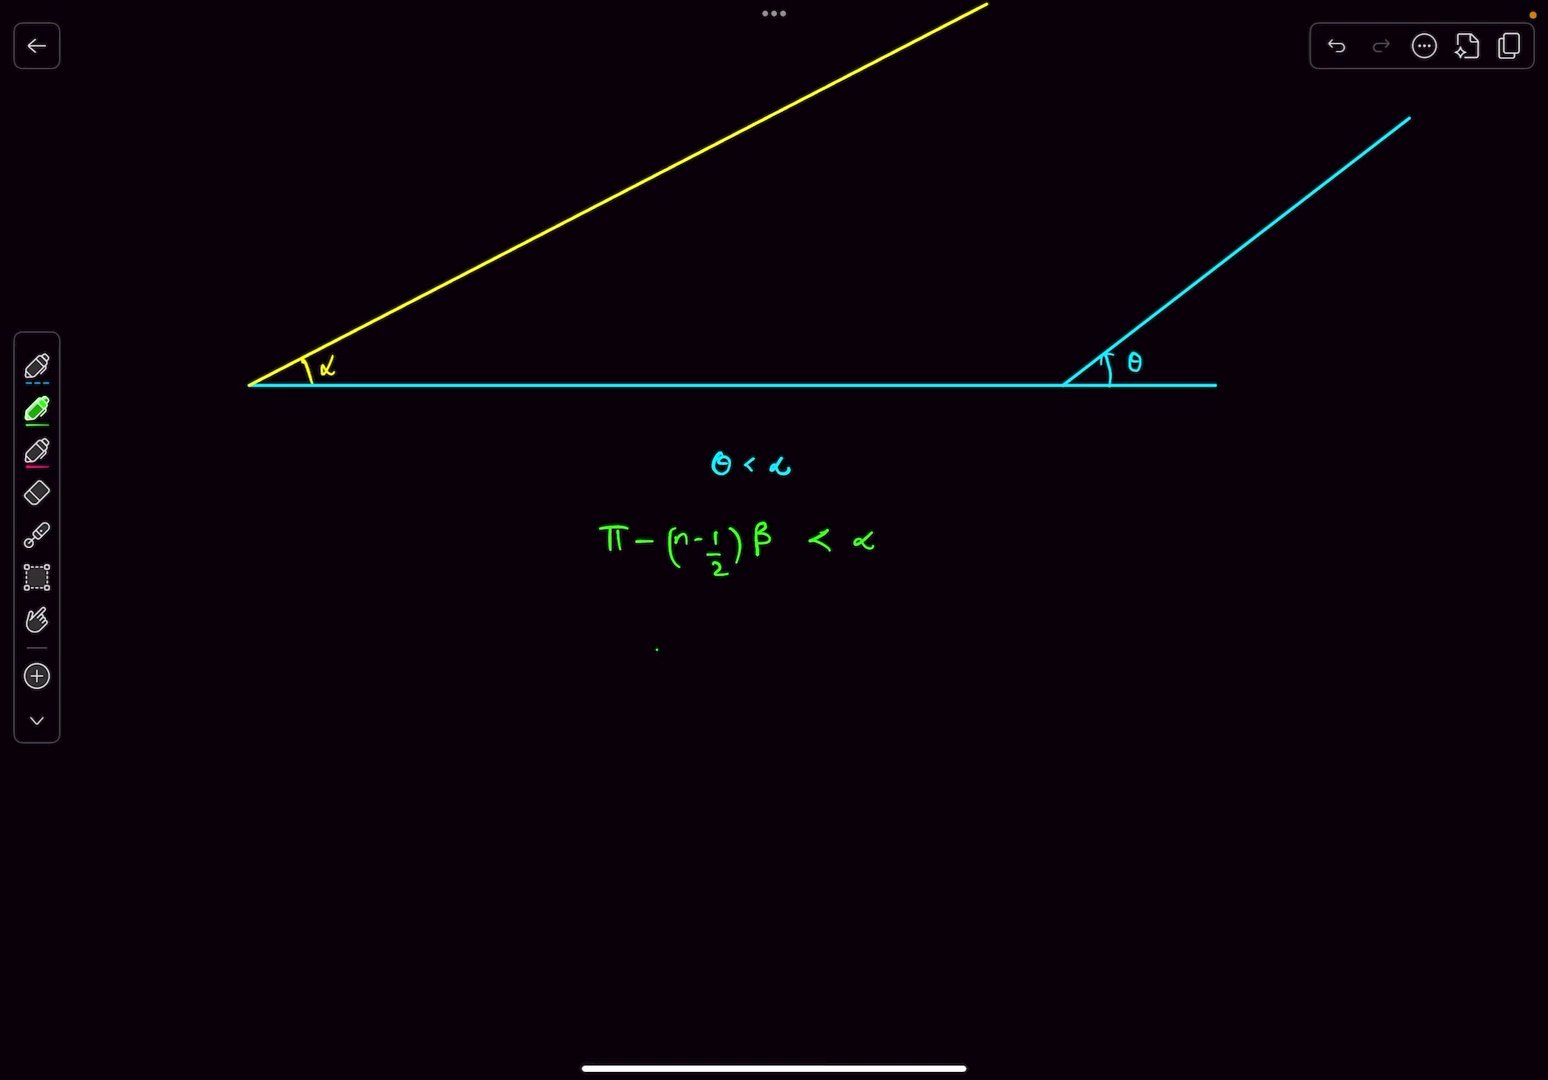 α
θ
θ < α
π - (n - 1/2) β < α